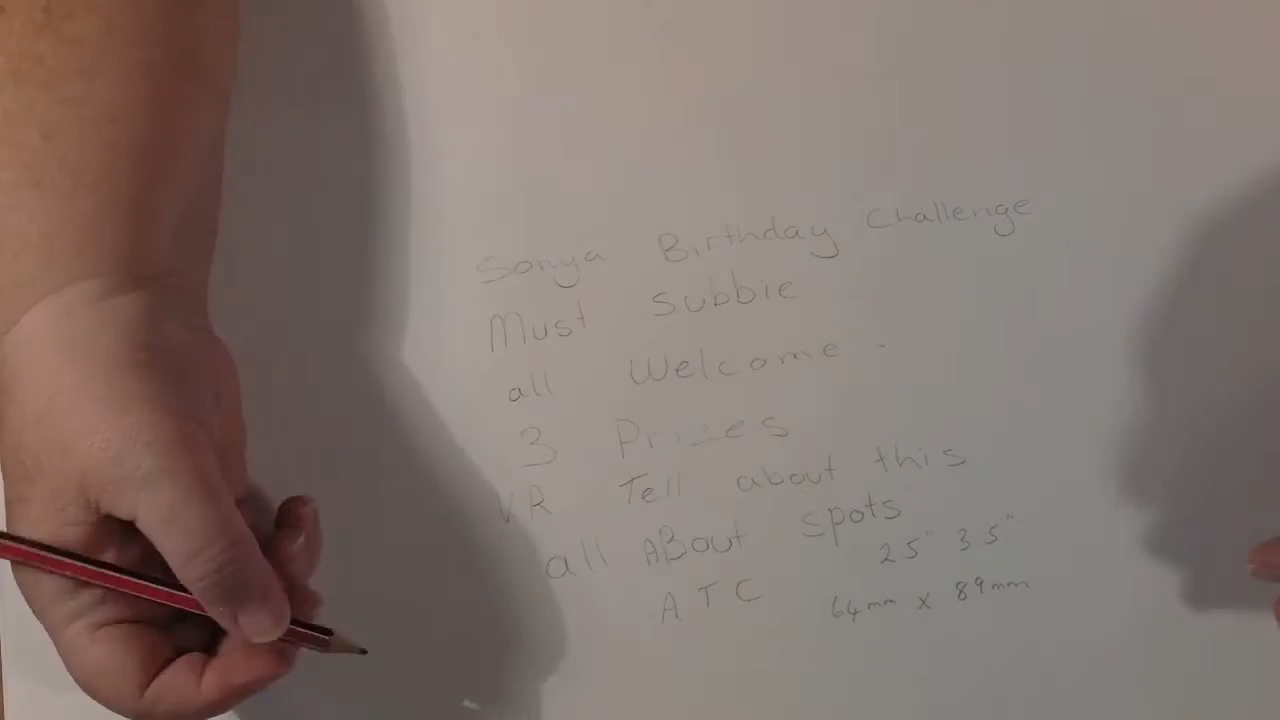 Sonya Birthday Challenge
Must Subbie
all Welcome.
3 Prizes
VR Tell about this
all ABout spots
2.5" 3.5"
ATC 64mm x 89mm